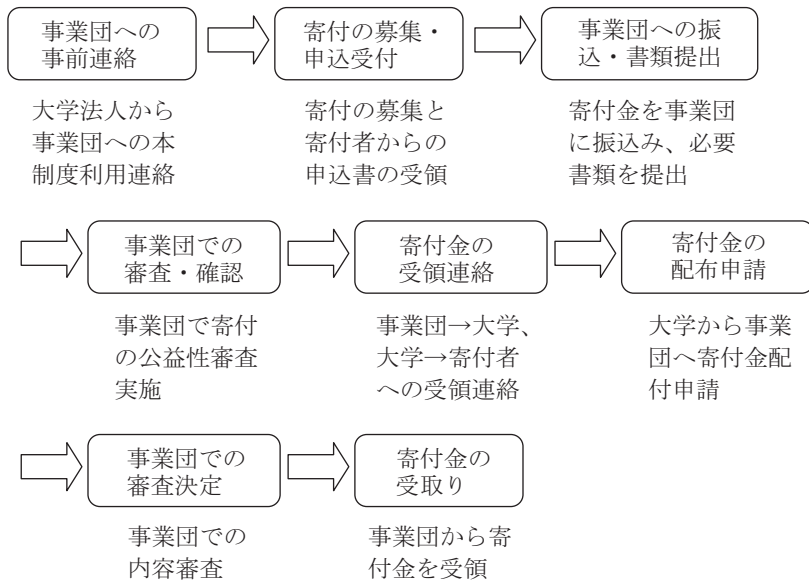 事業団への
事前連絡
寄付の募集・
申込受付
事業団への振
込・書類提出
大学法人から
事業団への本
制度利用連絡
寄付の募集と
寄付者からの
申込書の受領
寄付金を事業団
に振込み、必要
書類を提出
事業団での
審査・確認
寄付金の
受領連絡
寄付金の
配布申請
事業団で寄付
の公益性審査
実施
事業団→大学、
大学→寄付者
への受領連絡
大学から事業
団へ寄付金配
付申請
事業団での
審査決定
寄付金の
受取り
事業団での
内容審査
事業団から寄
付金を受領